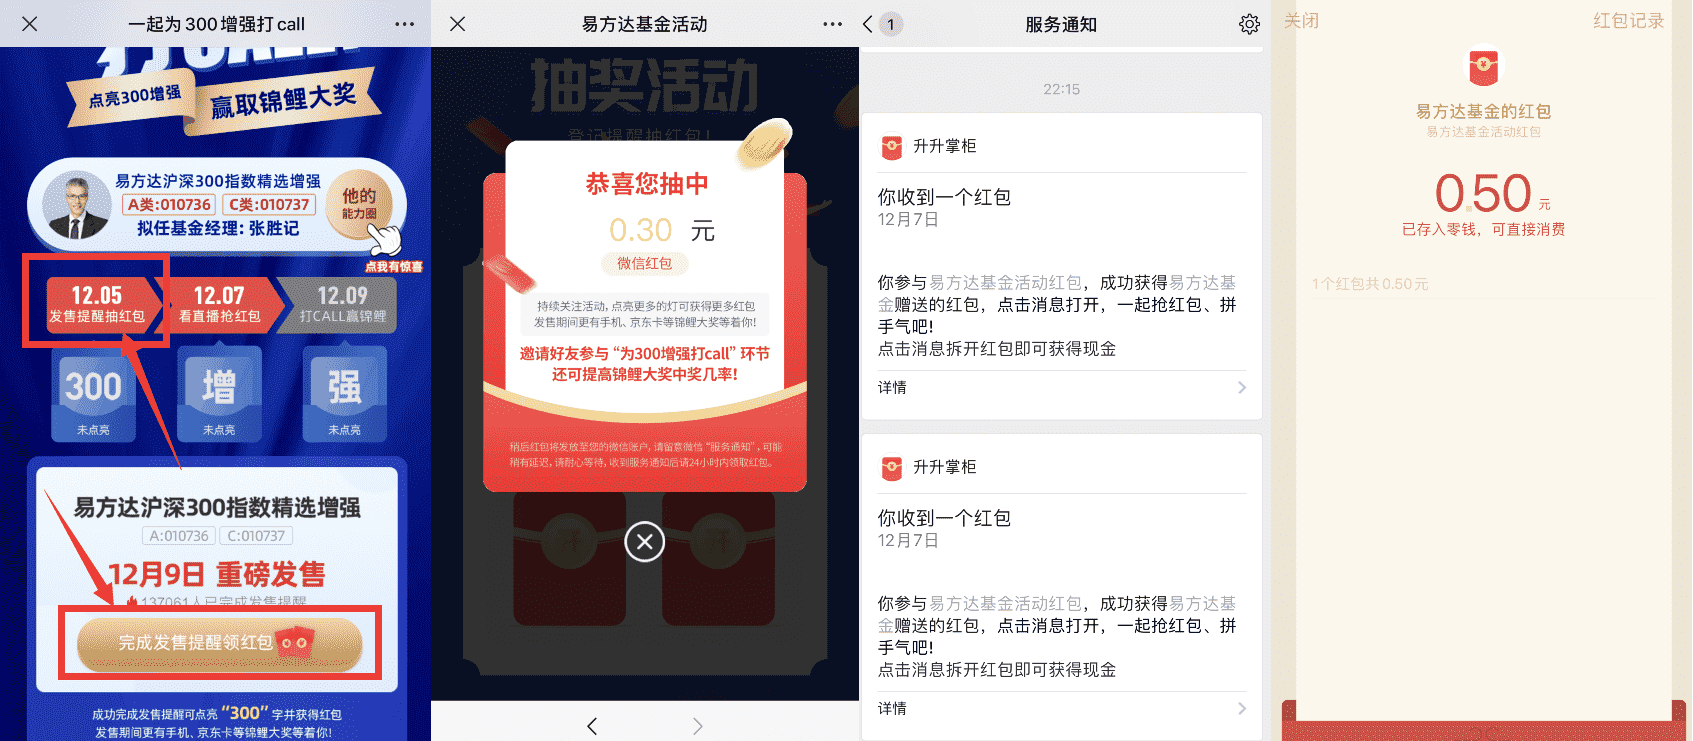 一起为300增强打call
打CALL
点亮300增强
赢取锦鲤大奖
易方达沪深300指数精选增强
A类:010736
C类:010737
拟任基金经理: 张胜记
他的
能力圈
点我有惊喜
12.05
发售提醒抽红包
12.07
看直播抢红包
12.09
打CALL赢锦鲤
300
未点亮
增
未点亮
强
未点亮
易方达沪深300指数精选增强
A:010736
C:010737
12月9日 重磅发售
137061人已完成发售提醒
完成发售提醒领红包
成功完成发售提醒可点亮 “300” 字并获得红包
发售期间更有手机、京东卡等锦鲤大奖等着你!
易方达基金活动
抽奖活动
登记提醒抽红包!
恭喜您抽中
0.30 元
微信红包
持续关注活动, 点亮更多的灯可获得更多红包
发售期间更有手机、京东卡等锦鲤大奖等着你!
邀请好友参与 “为300增强打call” 环节
还可提高锦鲤大奖中奖几率!
稍后红包将发放至您的微信账户, 请留意微信 “服务通知”, 可能
稍有延迟, 请耐心等待, 收到服务通知后请24小时内领取红包。
开
开
1
服务通知
22:15
升升掌柜
你收到一个红包
12月7日
你参与易方达基金活动红包，成功获得易方达基
金赠送的红包，点击消息打开，一起抢红包、拼
手气吧!
点击消息拆开红包即可获得现金
详情
升升掌柜
你收到一个红包
12月7日
你参与易方达基金活动红包，成功获得易方达基
金赠送的红包，点击消息打开，一起抢红包、拼
手气吧!
点击消息拆开红包即可获得现金
详情
关闭
红包记录
易方达基金的红包
易方达基金活动红包
0.50 元
已存入零钱，可直接消费
1个红包共0.50元